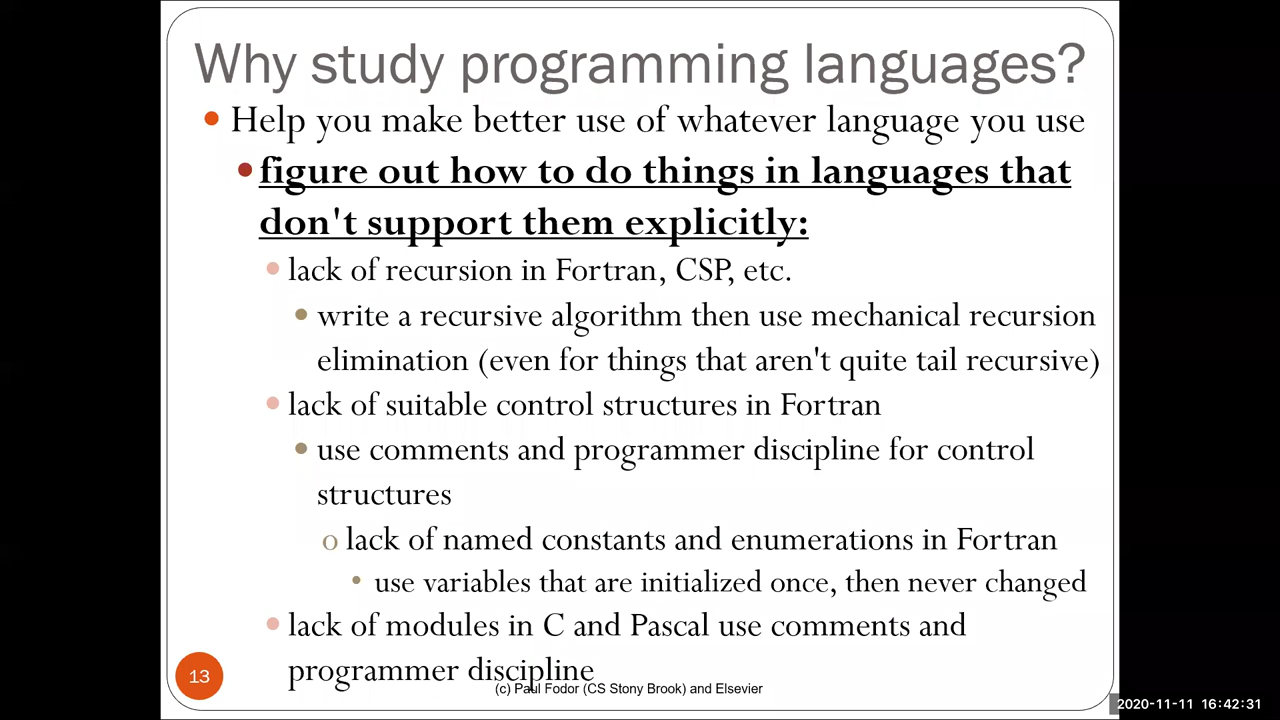 Why study programming languages?
• Help you make better use of whatever language you use
• figure out how to do things in languages that
don't support them explicitly:
• lack of recursion in Fortran, CSP, etc.
• write a recursive algorithm then use mechanical recursion
elimination (even for things that aren't quite tail recursive)
• lack of suitable control structures in Fortran
• use comments and programmer discipline for control
structures
o lack of named constants and enumerations in Fortran
• use variables that are initialized once, then never changed
• lack of modules in C and Pascal use comments and
programmer discipline
13
(c) Paul Fodor (CS Stony Brook) and Elsevier
2020-11-11 16:42:31